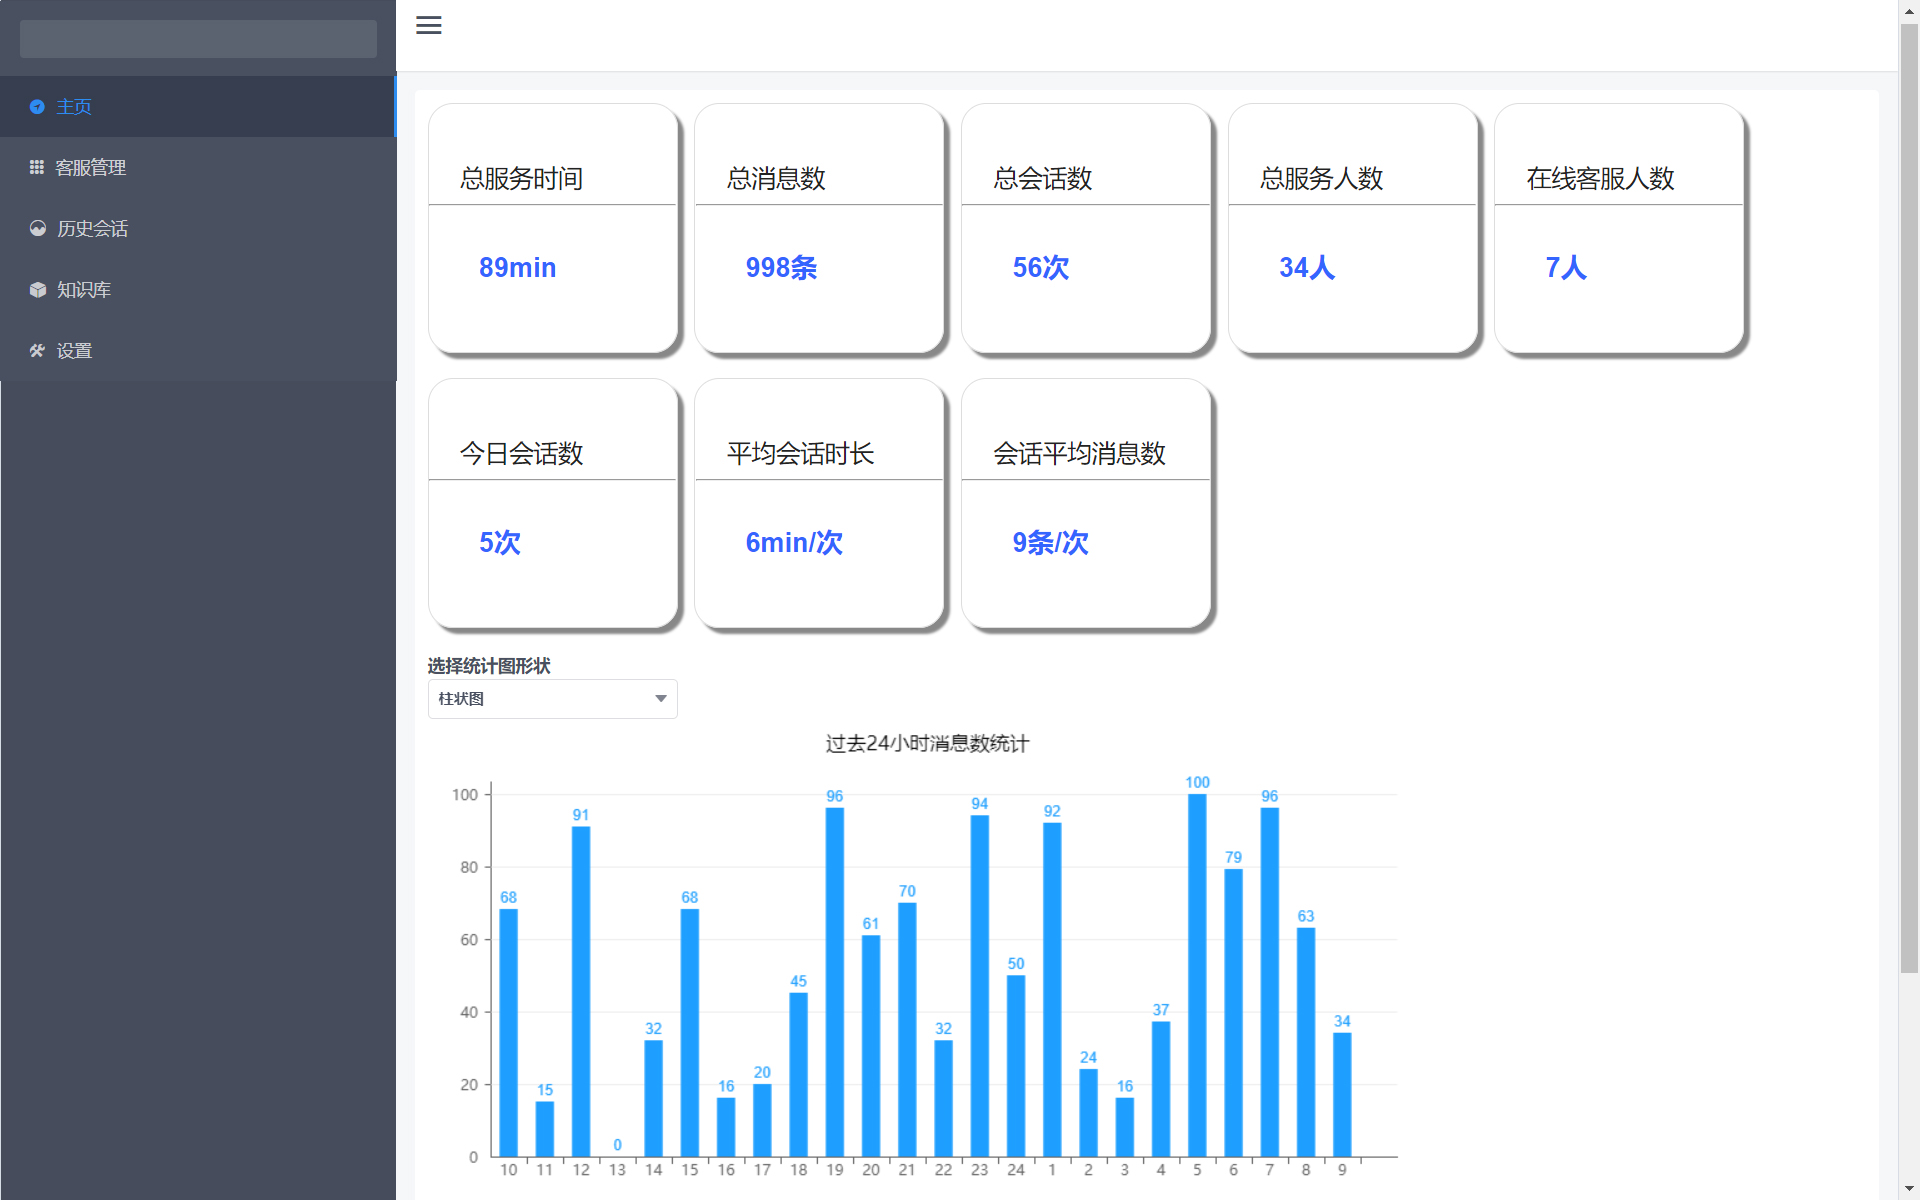 主页
客服管理
历史会话
知识库
设置
总服务时间
89min
总消息数
998条
总会话数
56次
总服务人数
34人
在线客服人数
7人
今日会话数
5次
平均会话时长
6min/次
会话平均消息数
9条/次
选择统计图形状
柱状图
过去24小时消息数统计
100
80
60
40
20
0
68 15 91 0 32 68 16 20 45 96 61 70 32 94 50 92 24 16 37 100 79 96 63 34
10 11 12 13 14 15 16 17 18 19 20 21 22 23 24 1 2 3 4 5 6 7 8 9